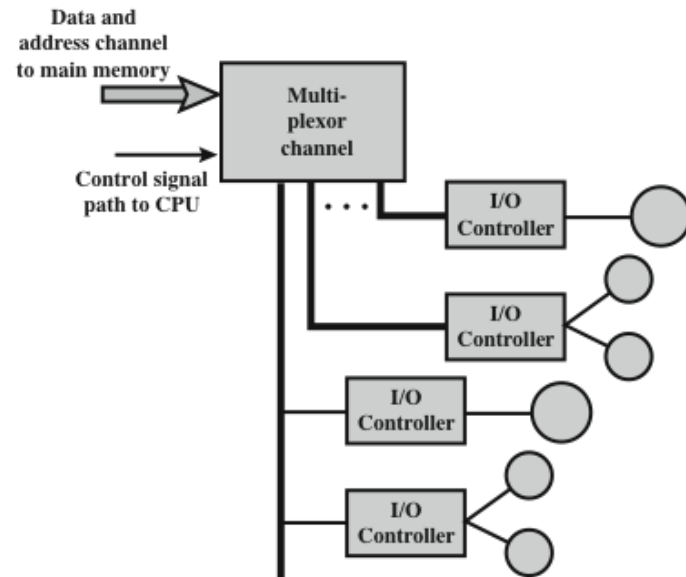 Data and
address channel
to main memory
Multi-
plexor
channel
Control signal
path to CPU
. . .
I/O
Controller
I/O
Controller
I/O
Controller
I/O
Controller